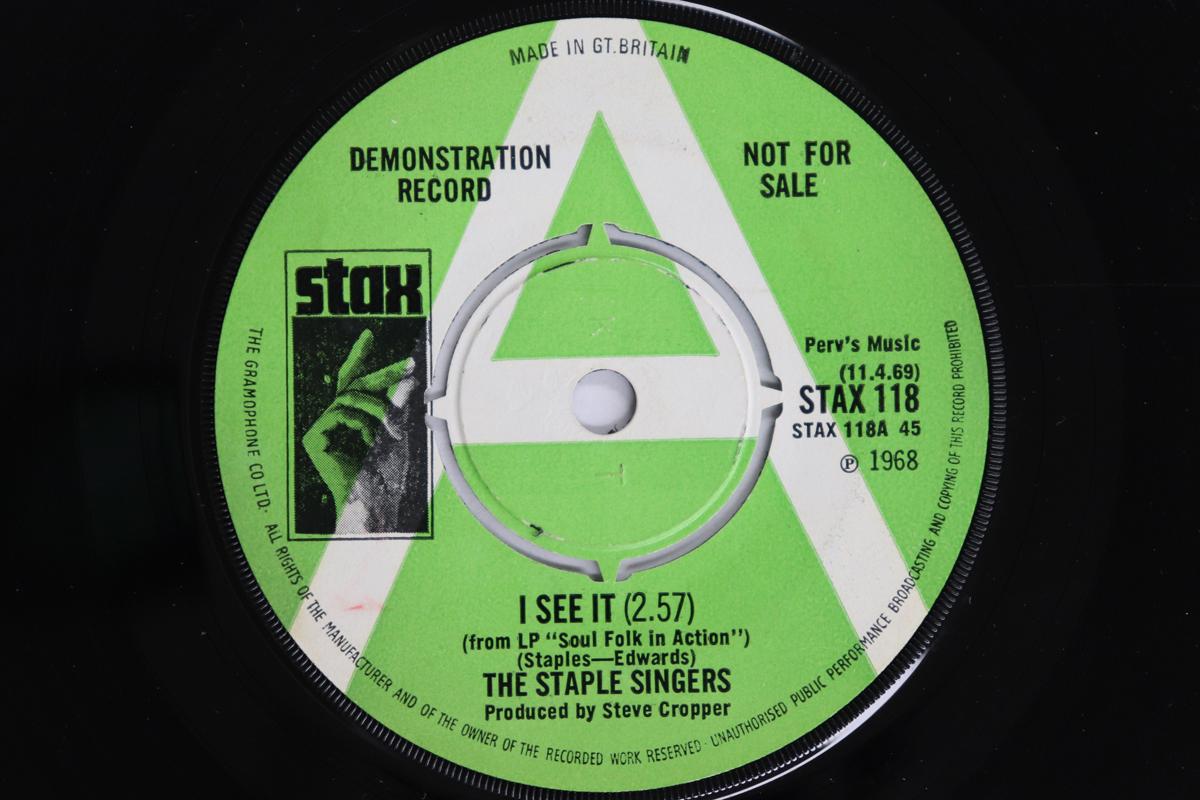 MADE IN GT.BRITAIN
DEMONSTRATION
RECORD
NOT FOR
SALE
stax
Perv's Music
(11.4.69)
STAX 118
STAX 118A 45
Ⓟ 1968
I SEE IT (2.57)
(from LP "Soul Folk in Action")
(Staples—Edwards)
THE STAPLE SINGERS
Produced by Steve Cropper
THE GRAMOPHONE CO LTD· ALL RIGHTS OF THE MANUFACTURER AND OF THE OWNER OF THE RECORDED WORK RESERVED· UNAUTHORISED PUBLIC PERFORMANCE BROADCASTING AND COPYING OF THIS RECORD PROHIBITED
A